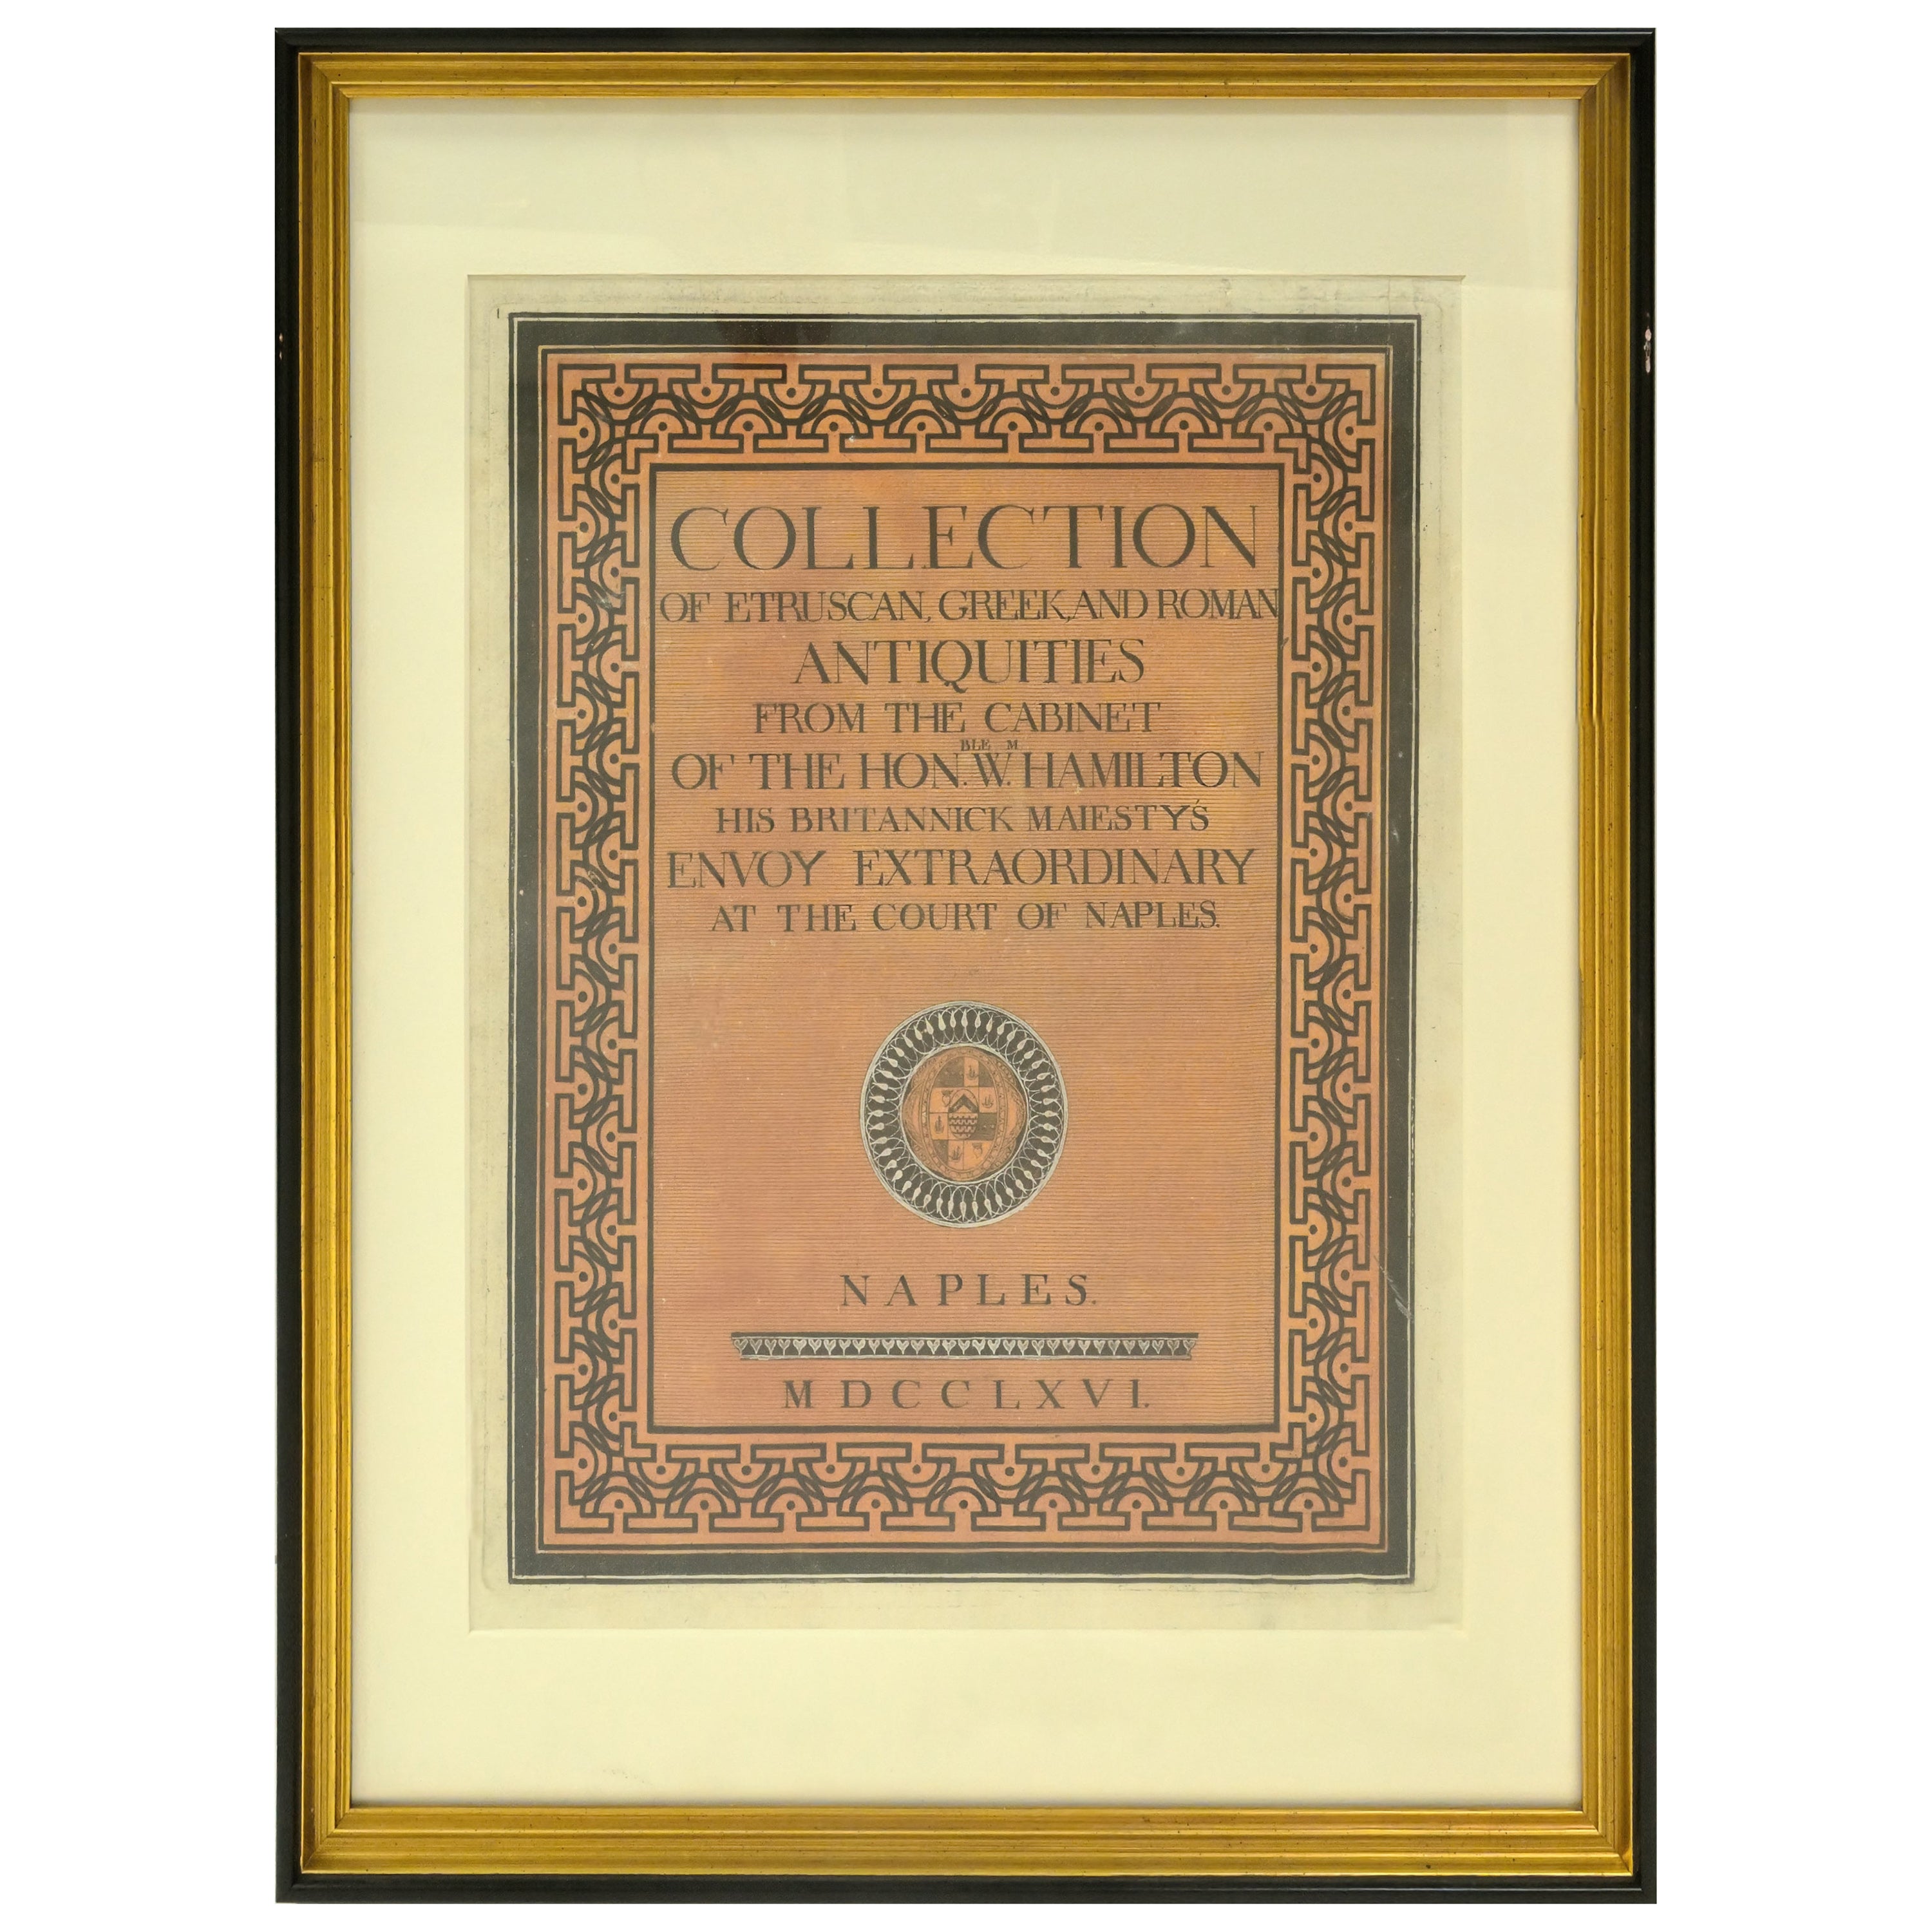 COLLECTION
OF ETRUSCAN, GREEK, AND ROMAN
ANTIQUITIES
FROM THE CABINET
OF THE HON.BLE W.M HAMILTON
HIS BRITANNICK MAIESTY'S
ENVOY EXTRAORDINARY
AT THE COURT OF NAPLES.
NAPLES.
MDCCLXVI.